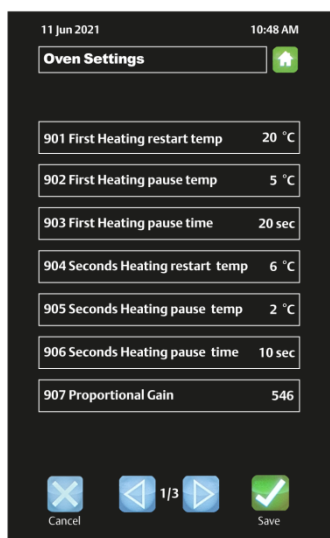 11 Jun 2021 10:48 AM
Oven Settings
901 First Heating restart temp 20 °C
902 First Heating pause temp 5 °C
903 First Heating pause time 20 sec
904 Seconds Heating restart temp 6 °C
905 Seconds Heating pause temp 2 °C
906 Seconds Heating pause time 10 sec
907 Proportional Gain 546
1/3
Cancel Save